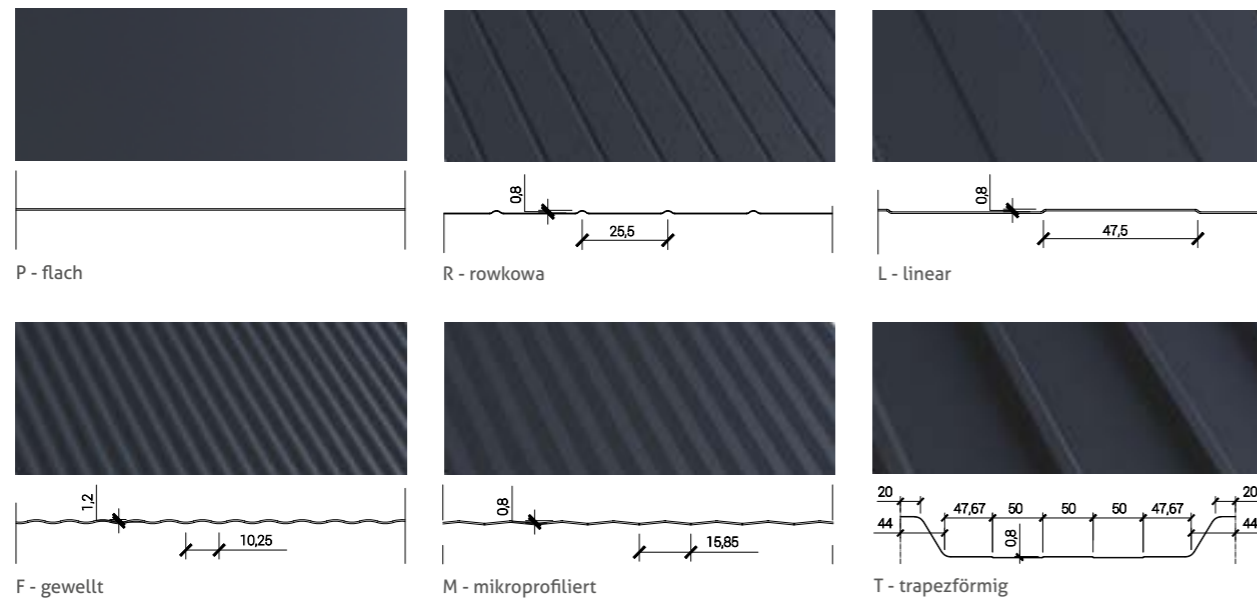 0,8
25,5
0,8
47,5
P - flach
R - rowkowa
L - linear
1,2
10,25
0,8
15,85
20
47,67 50 50 50 47,67
20
44
0,8
44
F - gewellt
M - mikroprofiliert
T - trapezförmig